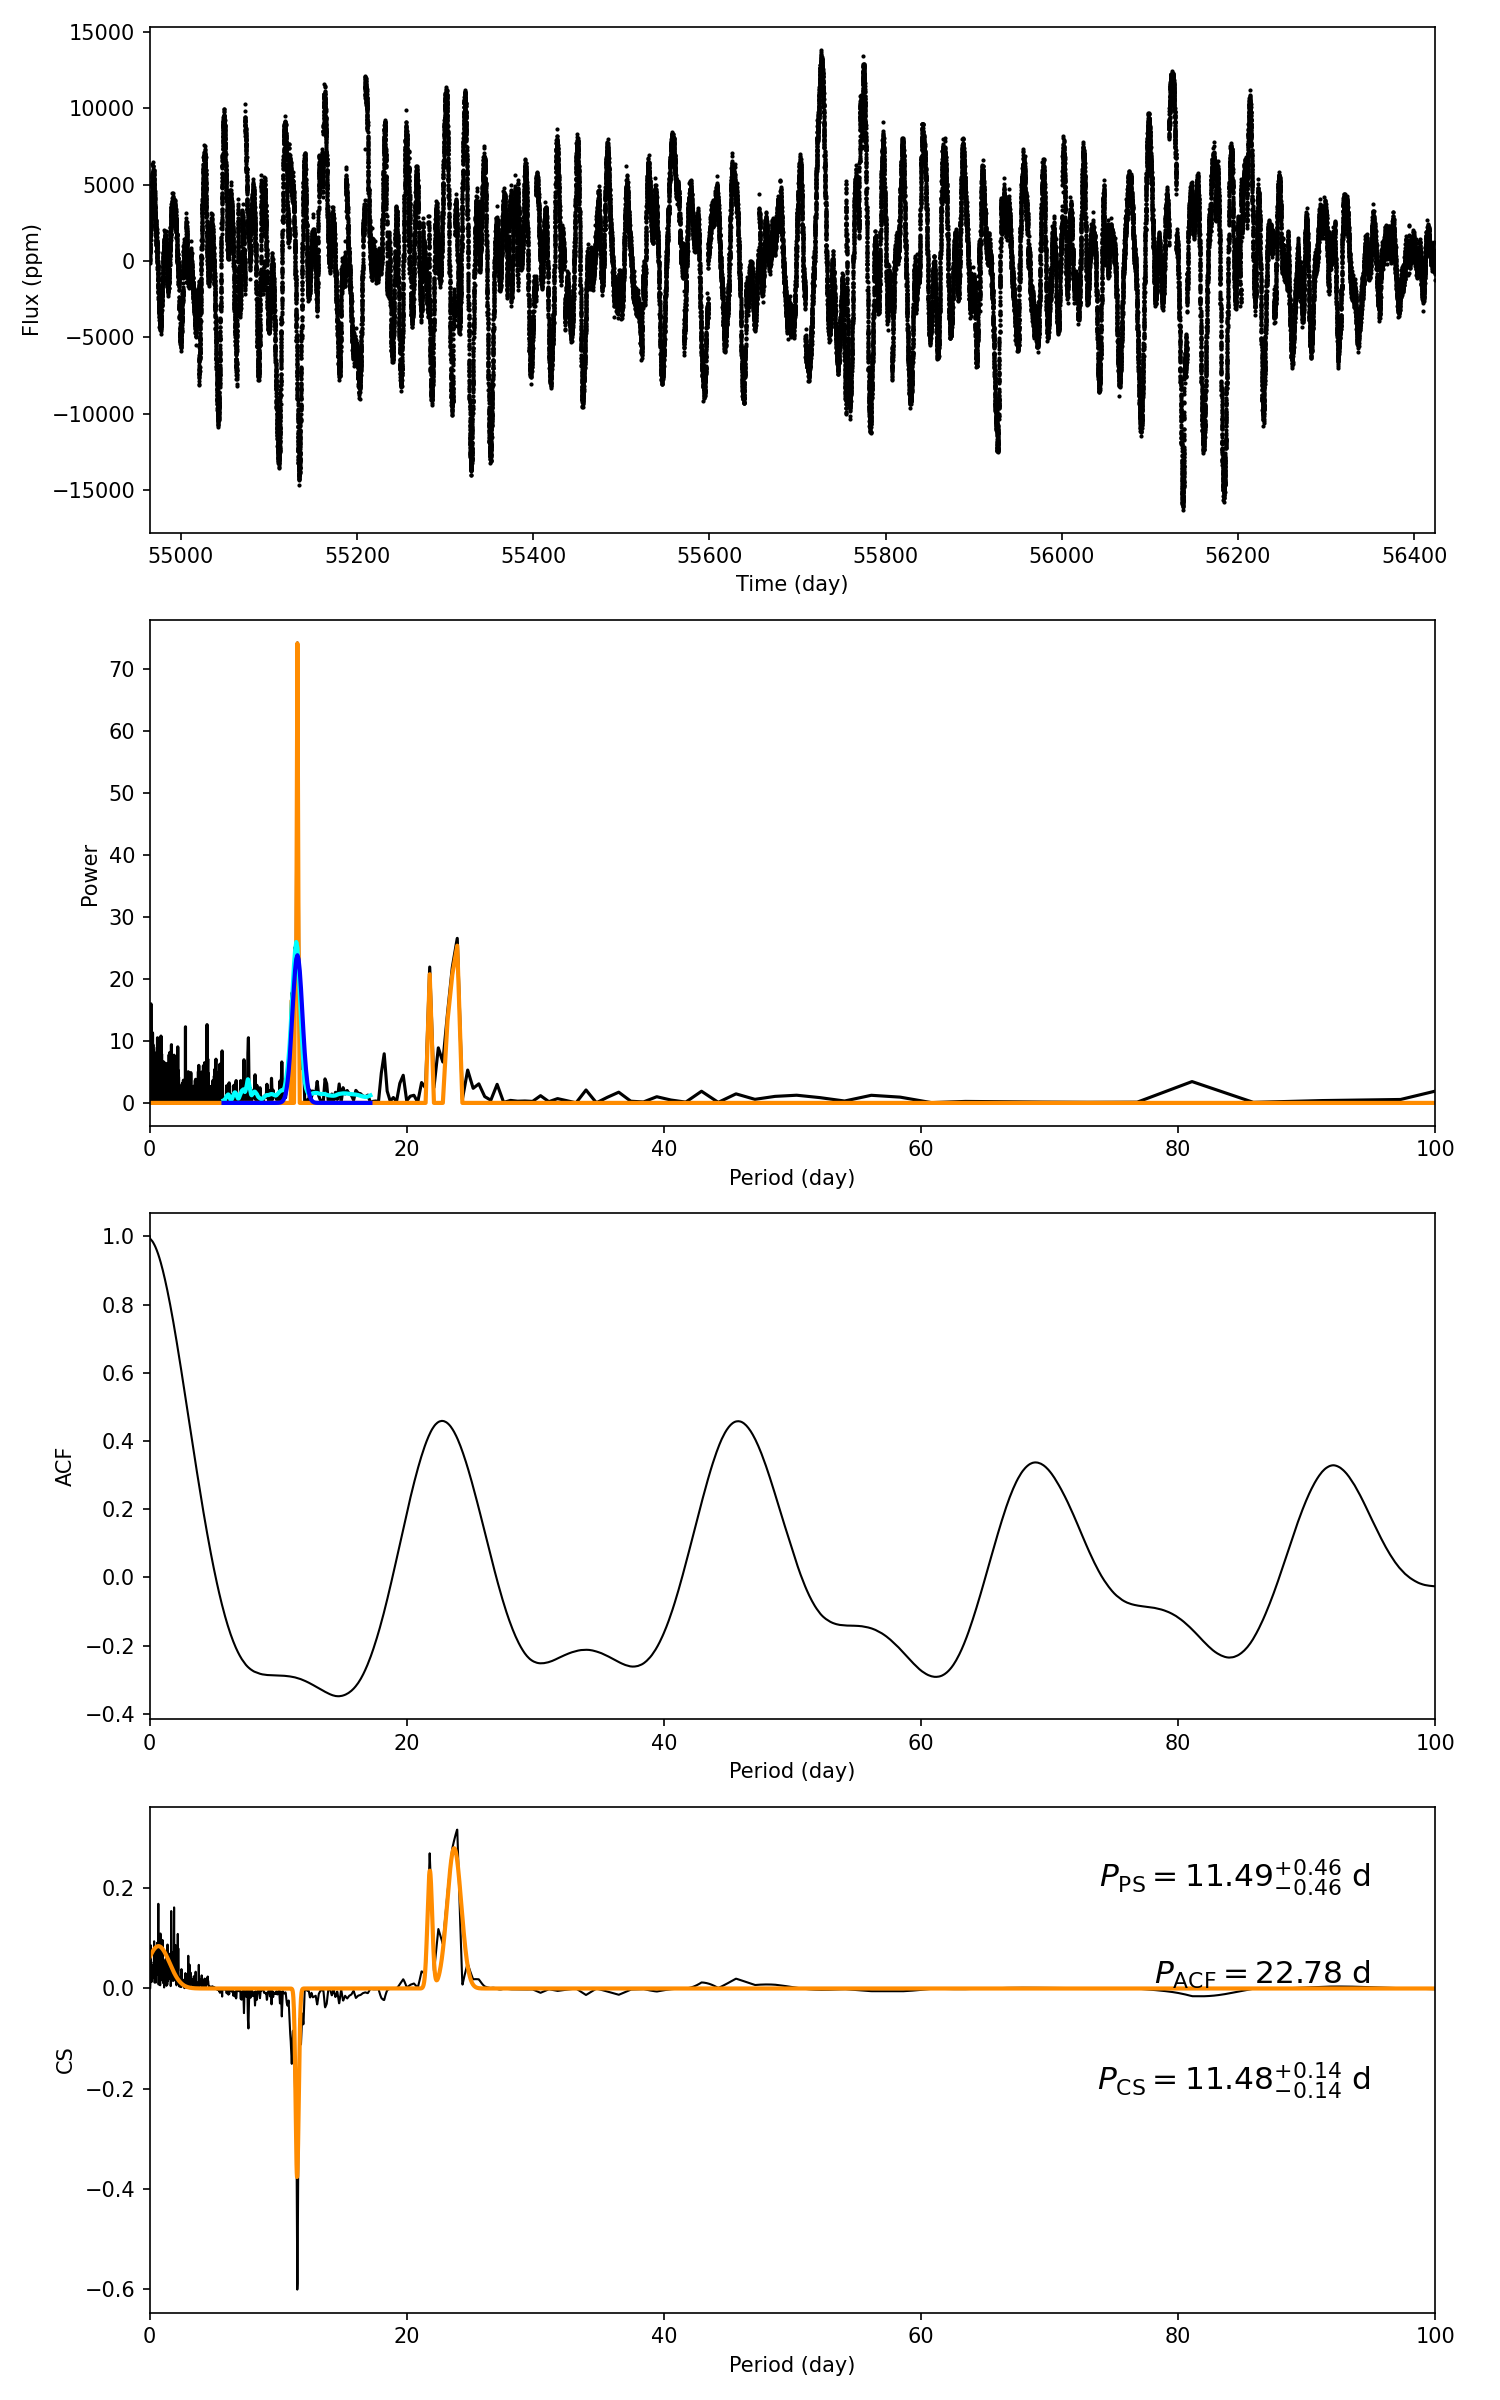 15000
10000
5000
0
−5000
−10000
−15000
Flux (ppm)
55000 55200 55400 55600 55800 56000 56200 56400
Time (day)
70
60
50
40
30
20
10
0
Power
0 20 40 60 80 100
Period (day)
1.0
0.8
0.6
0.4
0.2
0.0
−0.2
−0.4
ACF
0 20 40 60 80 100
Period (day)
0.2
0.0
−0.2
−0.4
−0.6
CS
P_PS = 11.49^{+0.46}_{−0.46} d
P_ACF = 22.78 d
P_CS = 11.48^{+0.14}_{−0.14} d
0 20 40 60 80 100
Period (day)